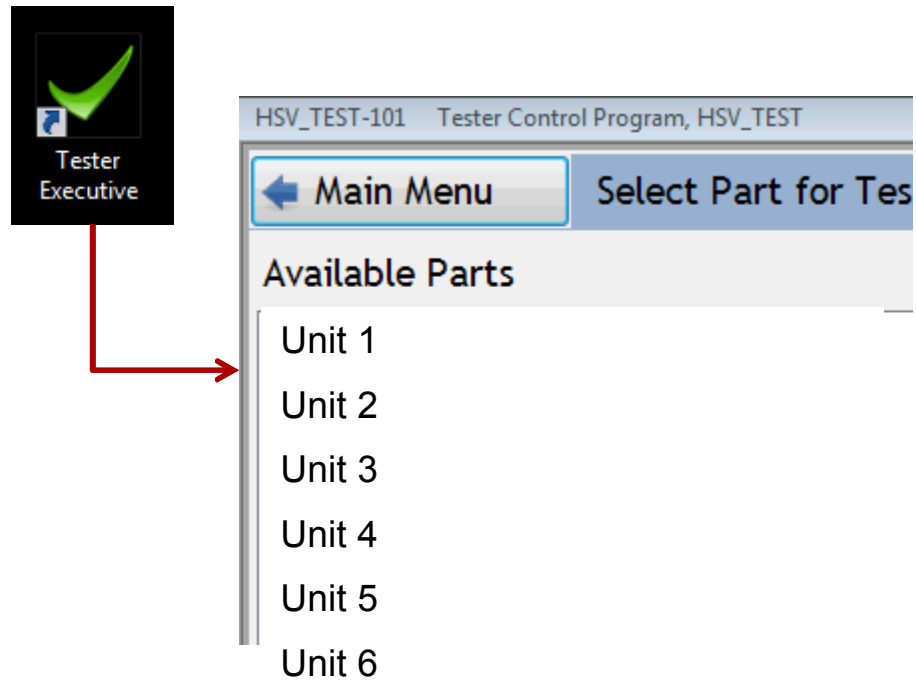 Tester
Executive
HSV_TEST-101 Tester Control Program, HSV_TEST
Main Menu
Select Part for Tes
Available Parts
Unit 1
Unit 2
Unit 3
Unit 4
Unit 5
Unit 6